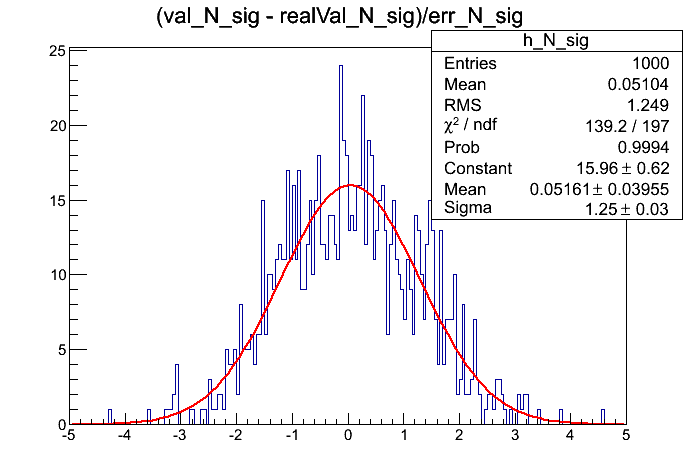 (val_N_sig - realVal_N_sig)/err_N_sig
h_N_sig
Entries 1000
Mean 0.05104
RMS 1.249
χ² / ndf 139.2 / 197
Prob 0.9994
Constant 15.96 ± 0.62
Mean 0.05161 ± 0.03955
Sigma 1.25 ± 0.03
25
20
15
10
5
0
-5 -4 -3 -2 -1 0 1 2 3 4 5